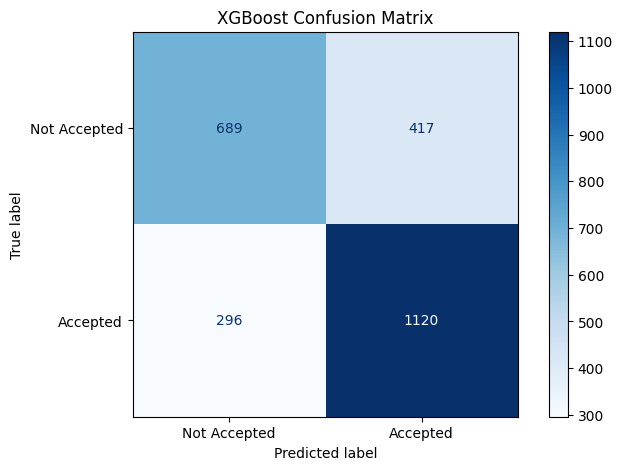 XGBoost Confusion Matrix
True label
Not Accepted
Accepted
689
417
296
1120
Not Accepted
Accepted
Predicted label
1100
1000
900
800
700
600
500
400
300